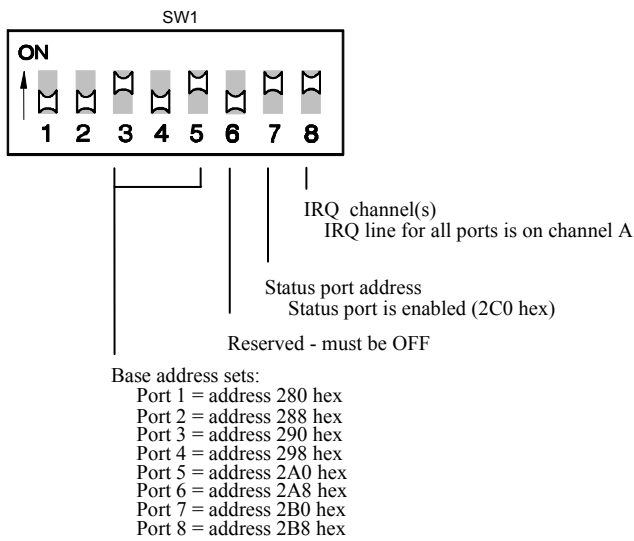 SW1
ON
1 2 3 4 5 6 7 8
IRQ channel(s)
IRQ line for all ports is on channel A
Status port address
Status port is enabled (2C0 hex)
Reserved - must be OFF
Base address sets:
Port 1 = address 280 hex
Port 2 = address 288 hex
Port 3 = address 290 hex
Port 4 = address 298 hex
Port 5 = address 2A0 hex
Port 6 = address 2A8 hex
Port 7 = address 2B0 hex
Port 8 = address 2B8 hex